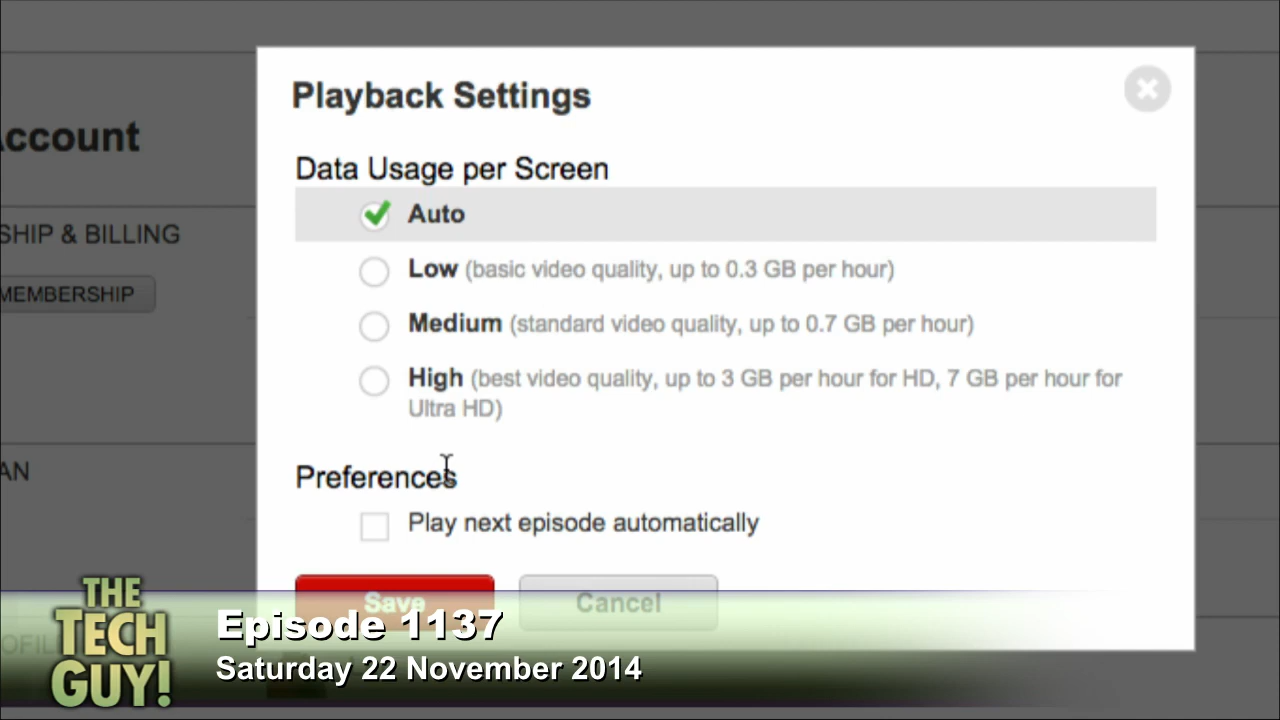 Playback Settings
Account
Data Usage per Screen
Auto
SHIP & BILLING
Low (basic video quality, up to 0.3 GB per hour)
MEMBERSHIP
Medium (standard video quality, up to 0.7 GB per hour)
High (best video quality, up to 3 GB per hour for HD, 7 GB per hour for
Ultra HD)
AN
Preferences
Play next episode automatically
Save
Cancel
THE
TECH
GUY!
Episode 1137
Saturday 22 November 2014